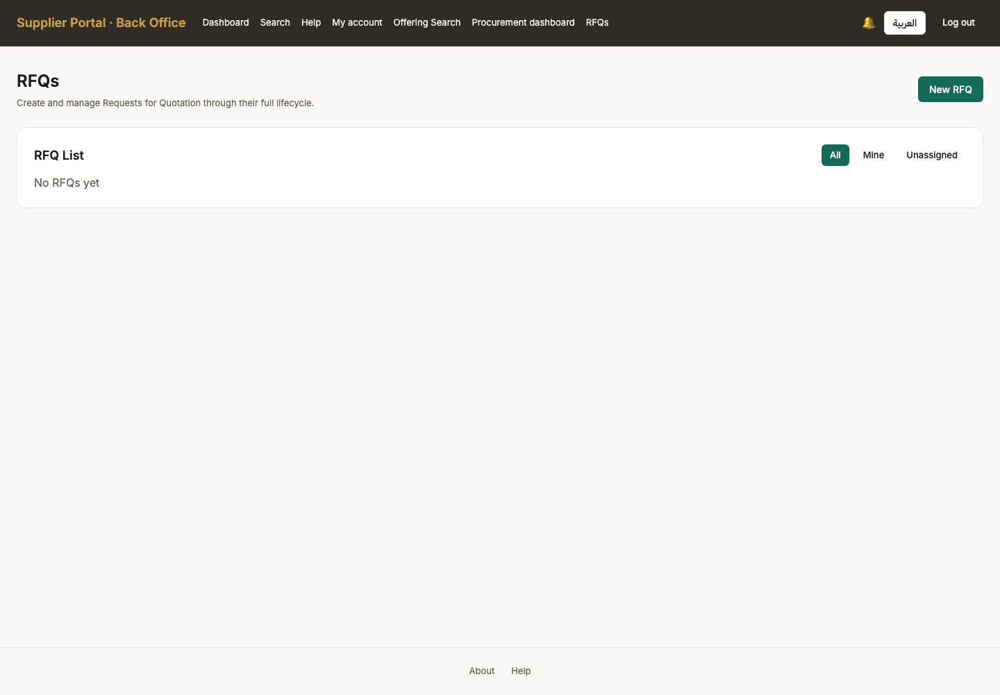 Supplier Portal · Back Office Dashboard Search Help My account Offering Search Procurement dashboard RFQs العربية Log out
RFQs
New RFQ
Create and manage Requests for Quotation through their full lifecycle.
RFQ List All Mine Unassigned
No RFQs yet
About Help